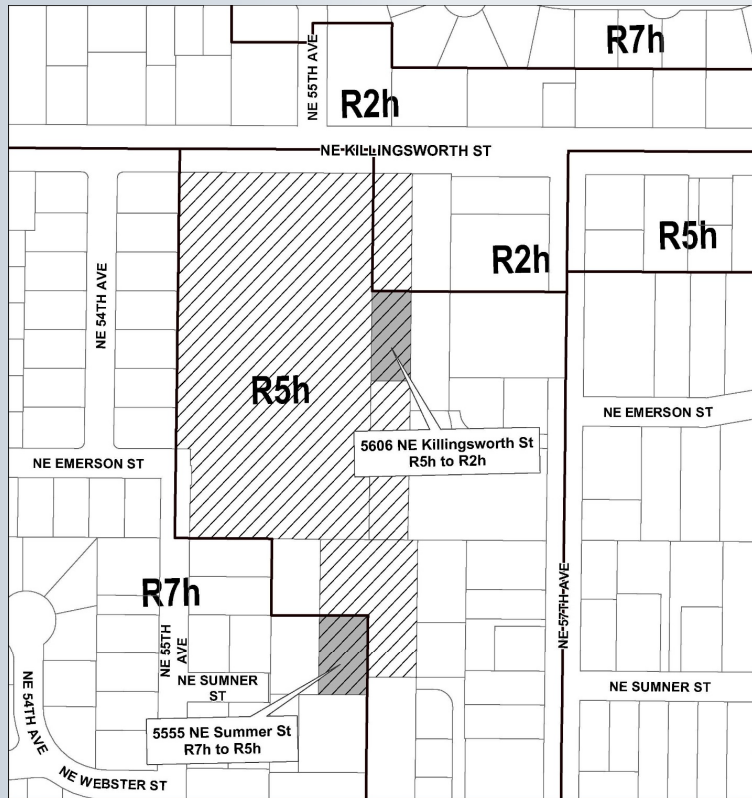 R7h
NE 55TH AVE
R2h
NE KILLINGSWORTH ST
R5h
R2h
NE 54TH AVE
R5h
NE EMERSON ST
5606 NE Killingsworth St
R5h to R2h
NE EMERSON ST
R7h
NE 55TH
AVE
NE 57TH AVE
NE SUMNER
ST
NE SUMNER ST
NE 54TH AVE
5555 NE Summer St
R7h to R5h
NE WEBSTER ST